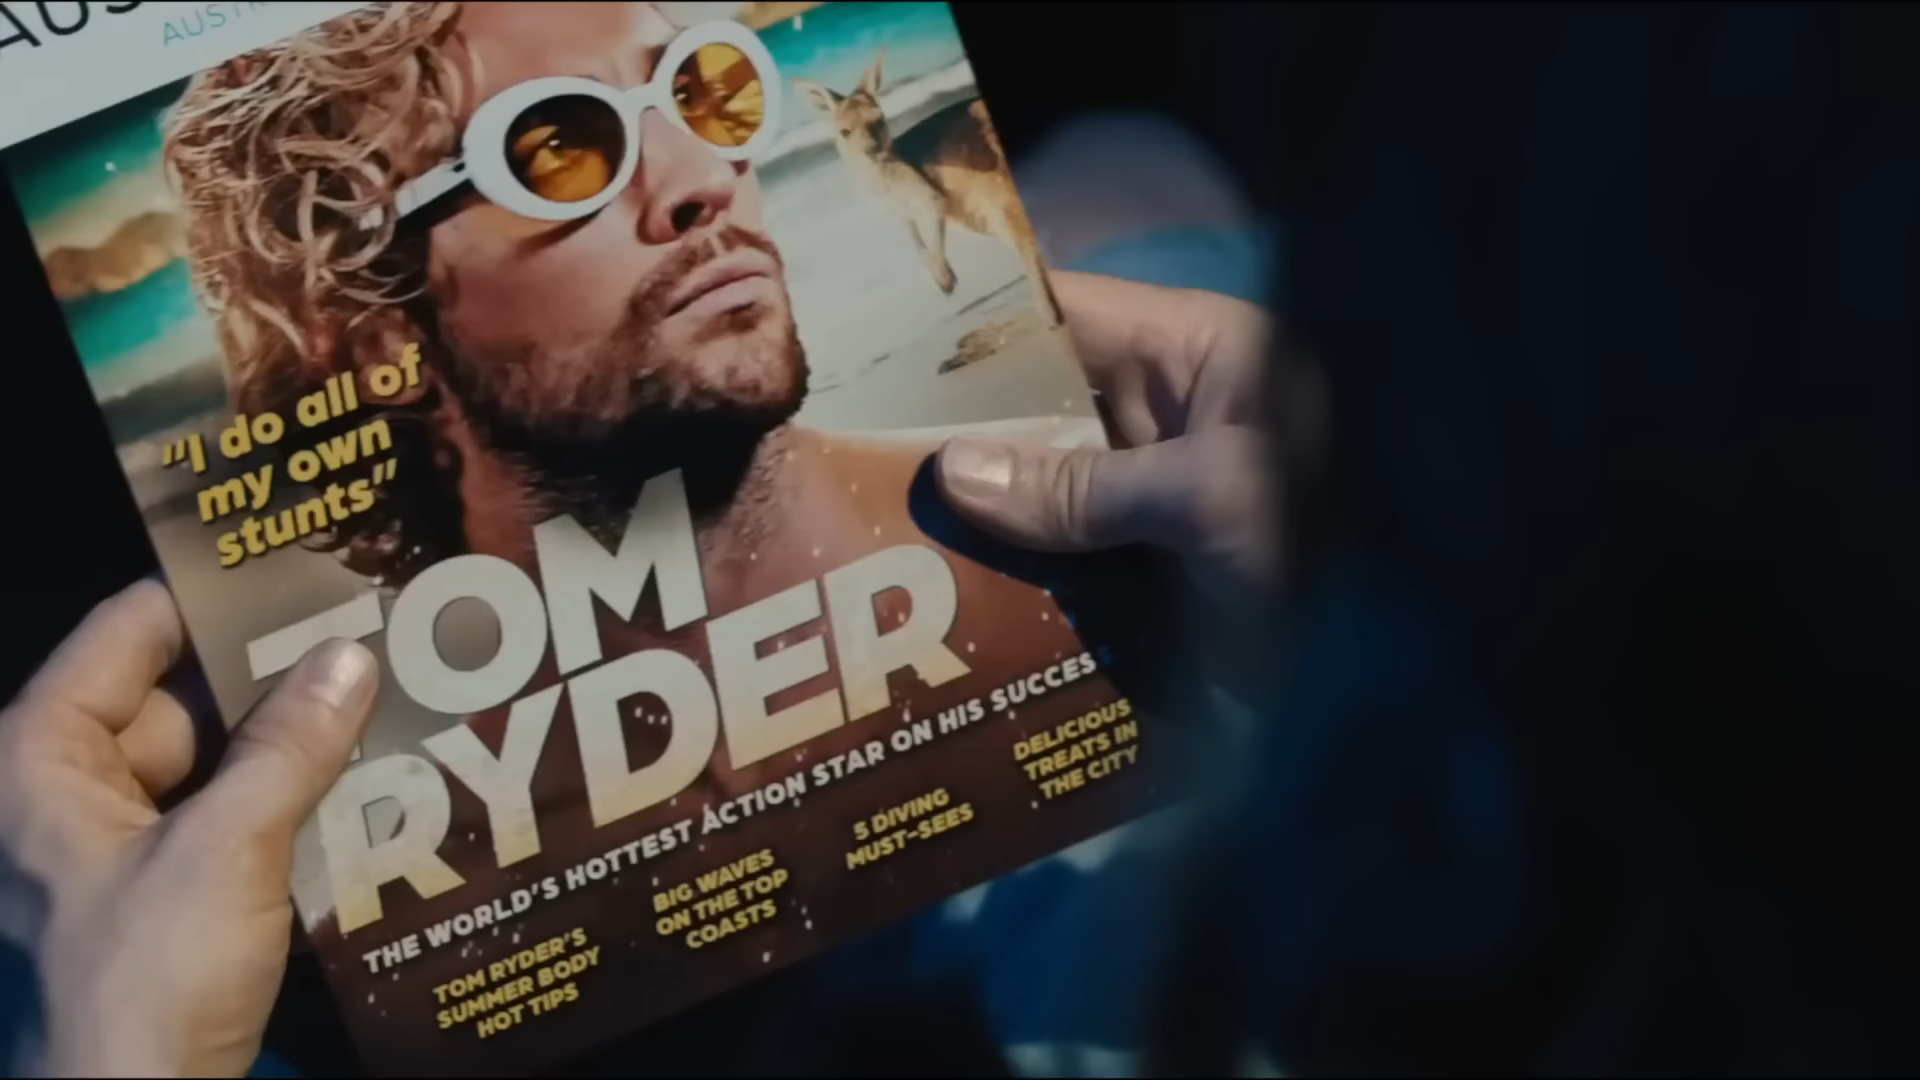 "I do all of
my own
stunts"
TOM
RYDER
THE WORLD'S HOTTEST ACTION STAR ON HIS SUCCESS
TOM RYDER'S
SUMMER BODY
HOT TIPS
BIG WAVES
ON THE TOP
COASTS
5 DIVING
MUST-SEES
DELICIOUS
TREATS IN
THE CITY